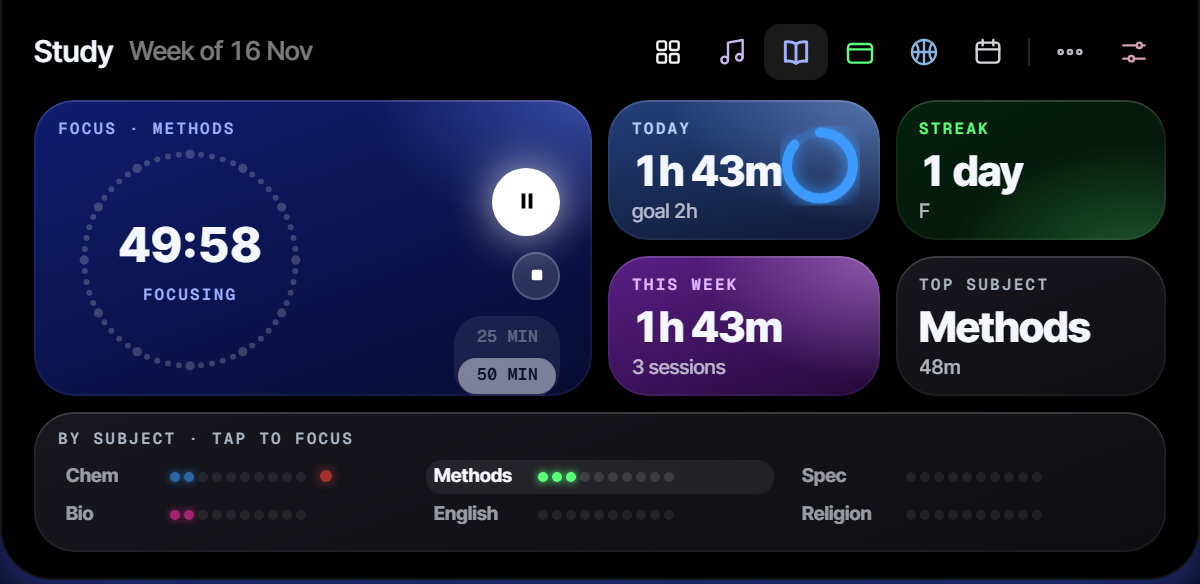 Study Week of 16 Nov
FOCUS · METHODS
49:58
FOCUSING
25 MIN
50 MIN
TODAY
1h 43m
goal 2h
STREAK
1 day
F
THIS WEEK
1h 43m
3 sessions
TOP SUBJECT
Methods
48m
BY SUBJECT · TAP TO FOCUS
Chem
Methods
Spec
Bio
English
Religion